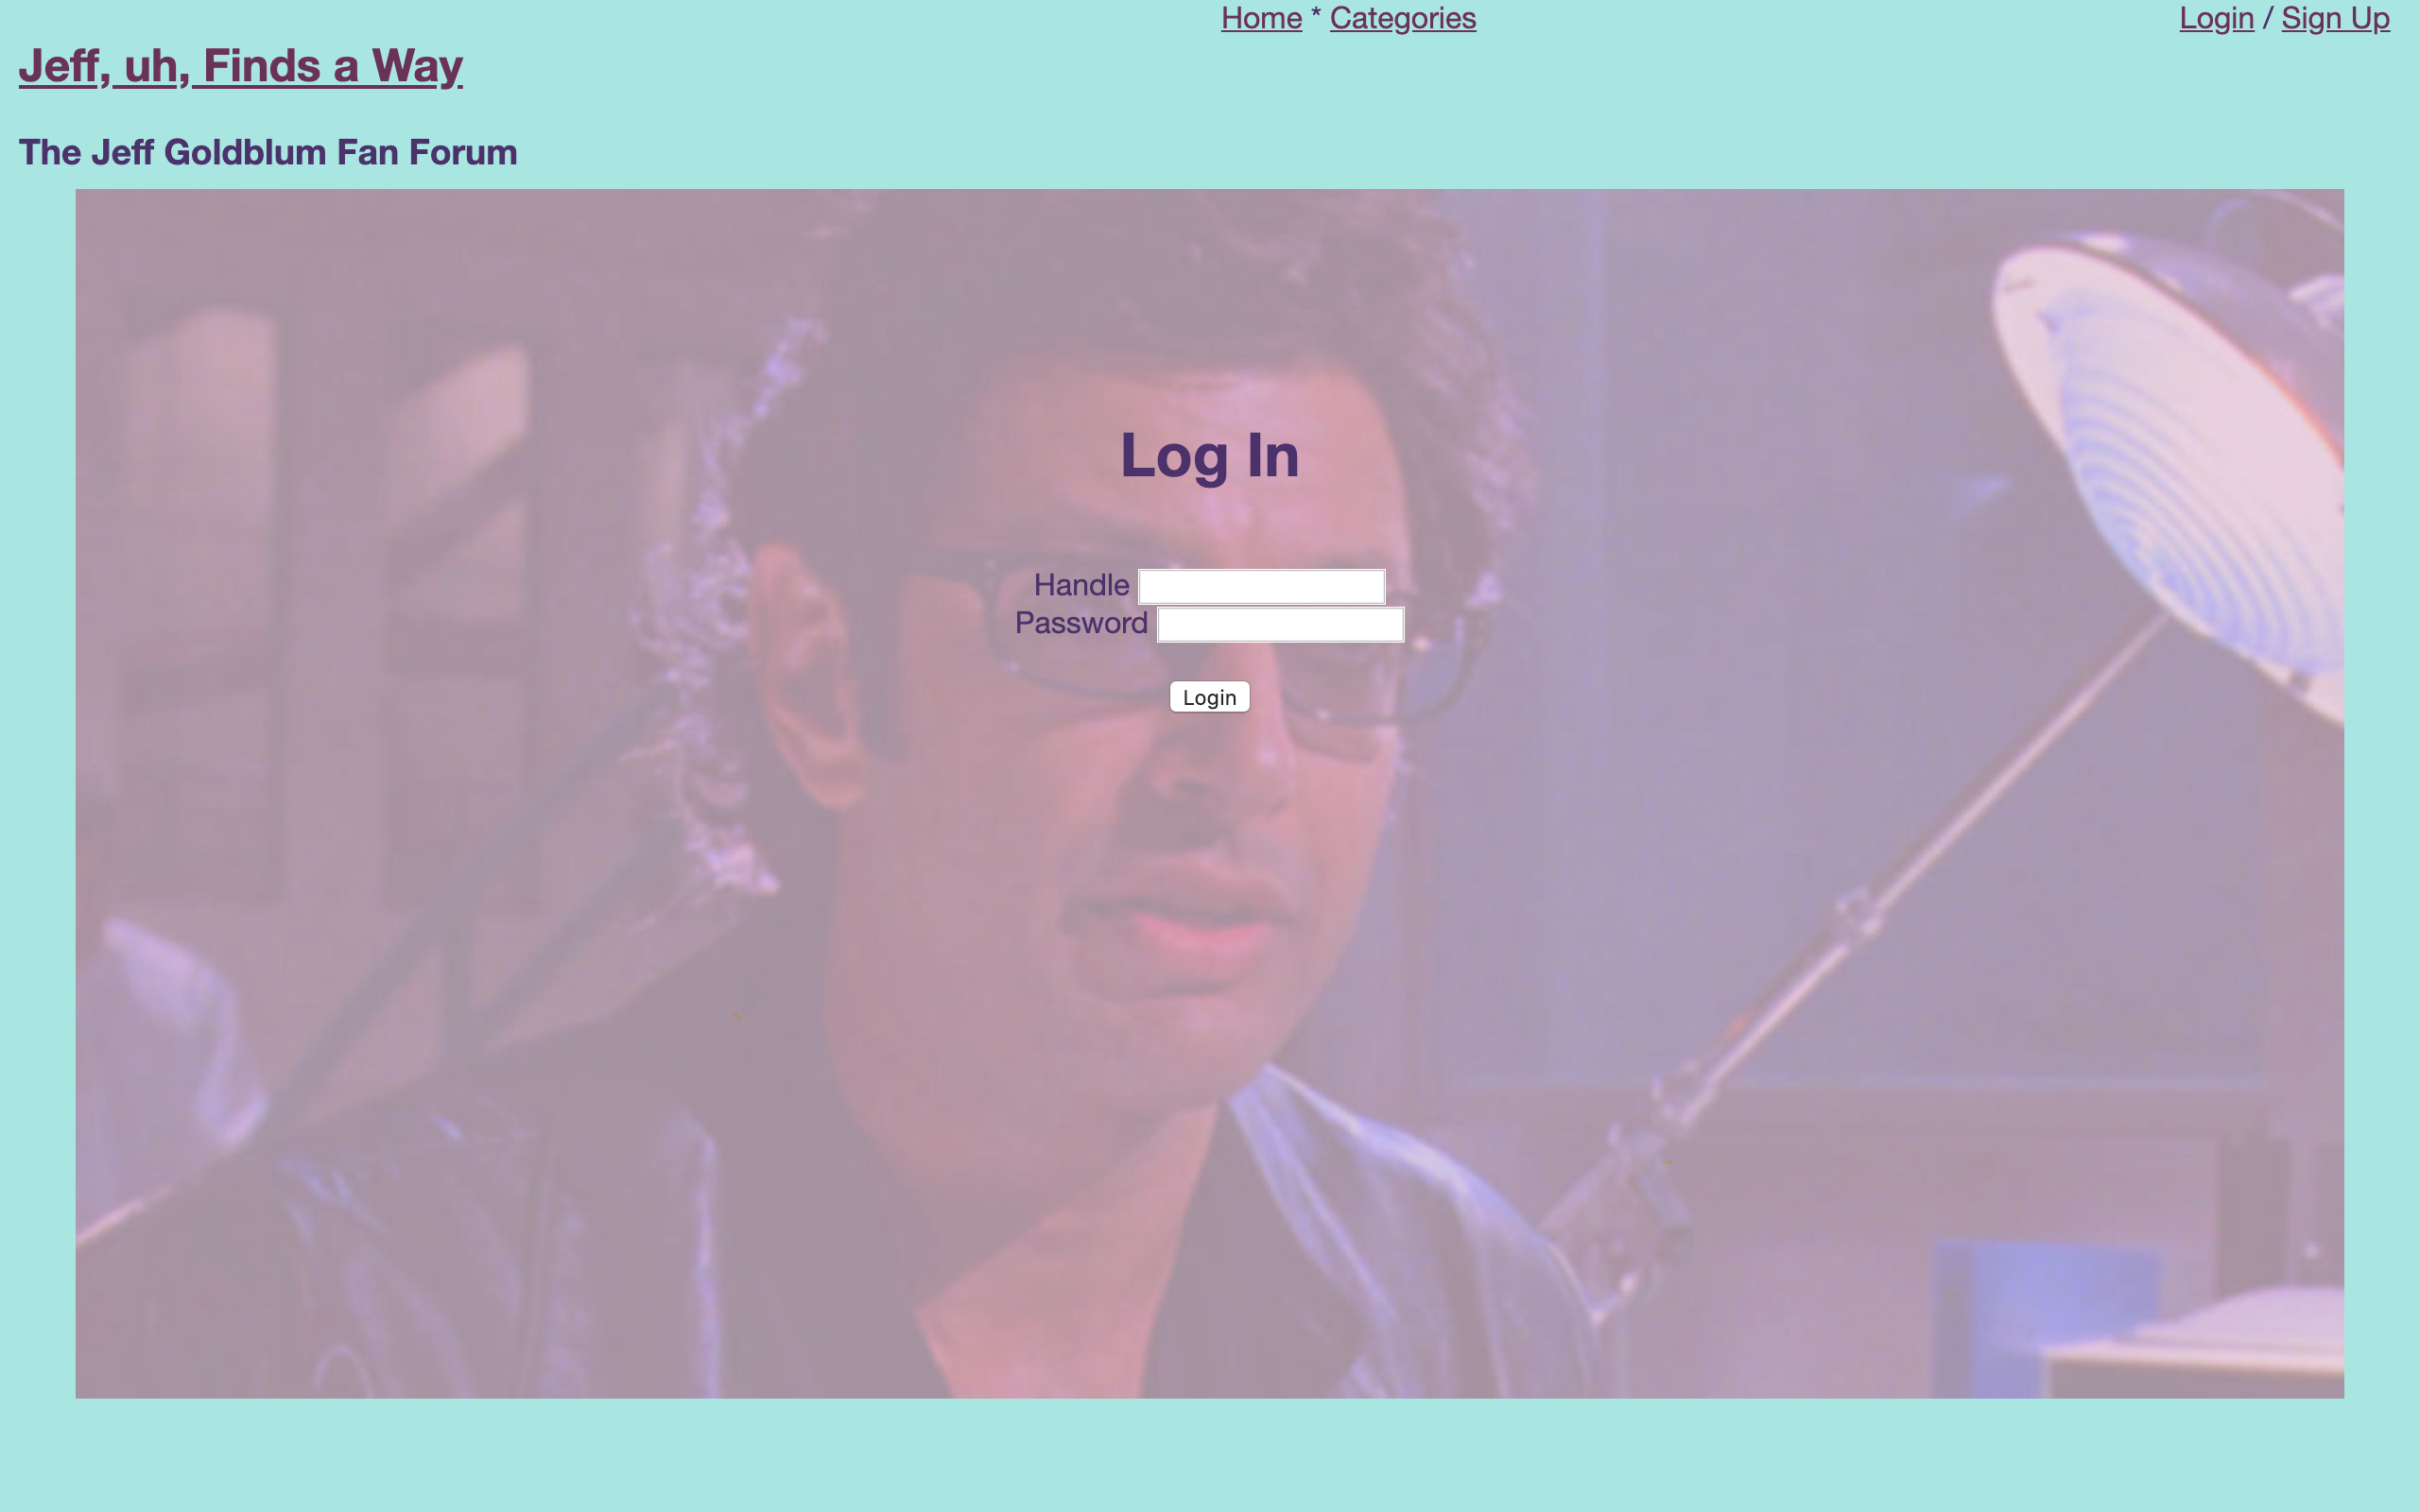 Home * Categories
Login / Sign Up
Jeff, uh, Finds a Way
The Jeff Goldblum Fan Forum
Log In
Handle
Password
Login